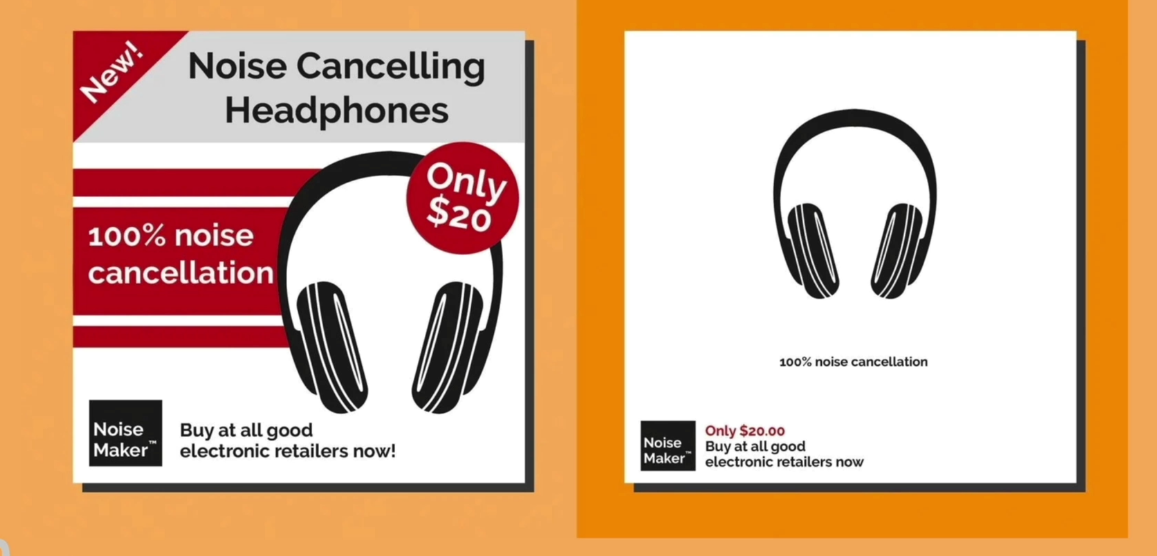 New!
Noise Cancelling
Headphones
Only
$20
100% noise
cancellation
Noise
Maker™
Buy at all good
electronic retailers now!
100% noise cancellation
Noise
Maker™
Only $20.00
Buy at all good
electronic retailers now